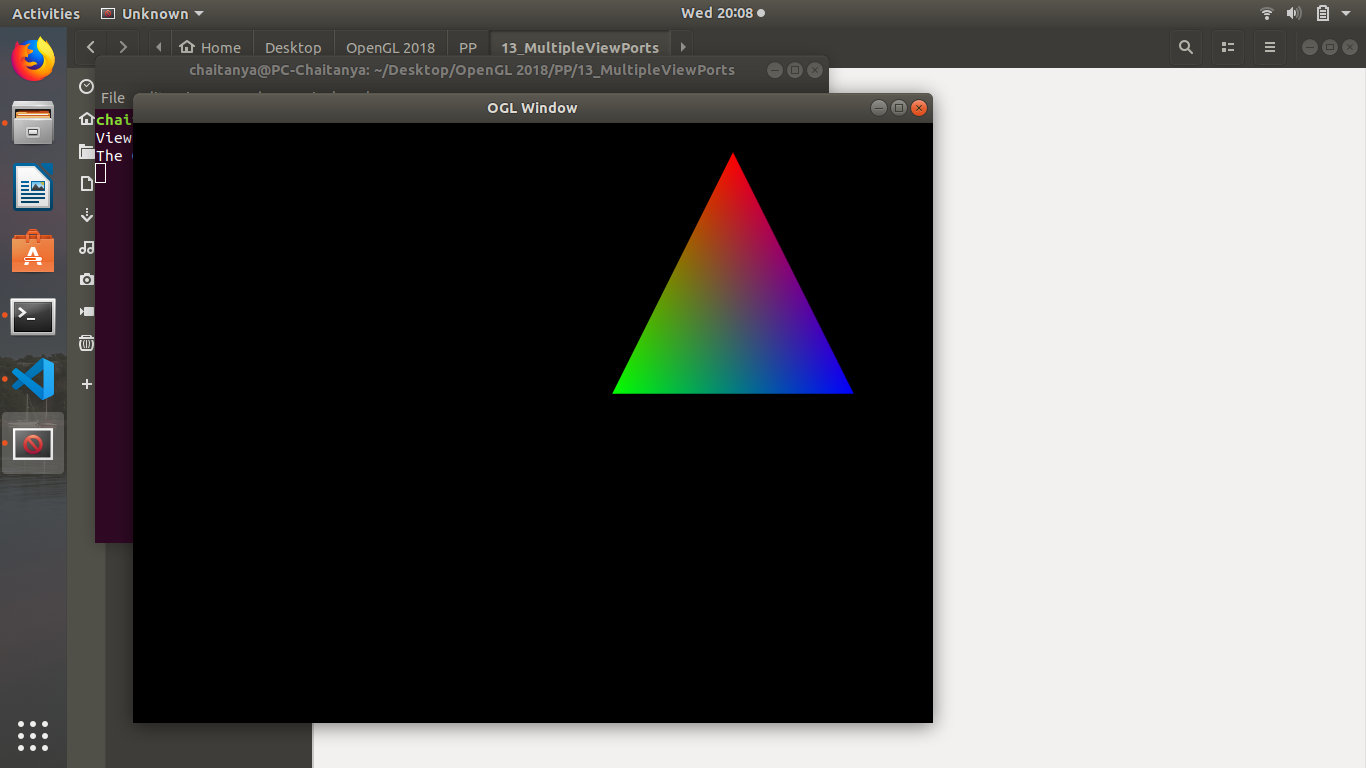 Activities Unknown Wed 20:08
Home Desktop OpenGL 2018 PP 13_MultipleViewPorts
chaitanya@PC-Chaitanya: ~/Desktop/OpenGL 2018/PP/13_MultipleViewPorts
File
OGL Window
chai
View
The